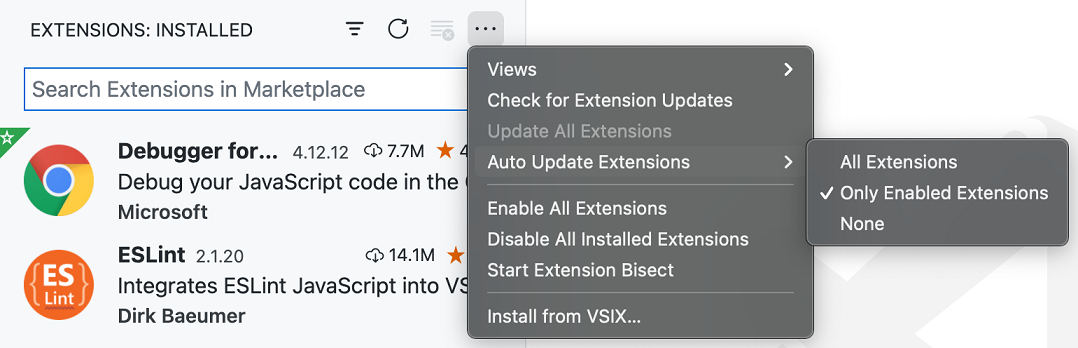 EXTENSIONS: INSTALLED
Search Extensions in Marketplace
Debugger for... 4.12.12 7.7M 4
Debug your JavaScript code in the
Microsoft
ESLint 2.1.20 14.1M
Integrates ESLint JavaScript into VS
Dirk Baeumer
ES
Lint
Views
Check for Extension Updates
Update All Extensions
Auto Update Extensions
Enable All Extensions
Disable All Installed Extensions
Start Extension Bisect
Install from VSIX...
All Extensions
Only Enabled Extensions
None